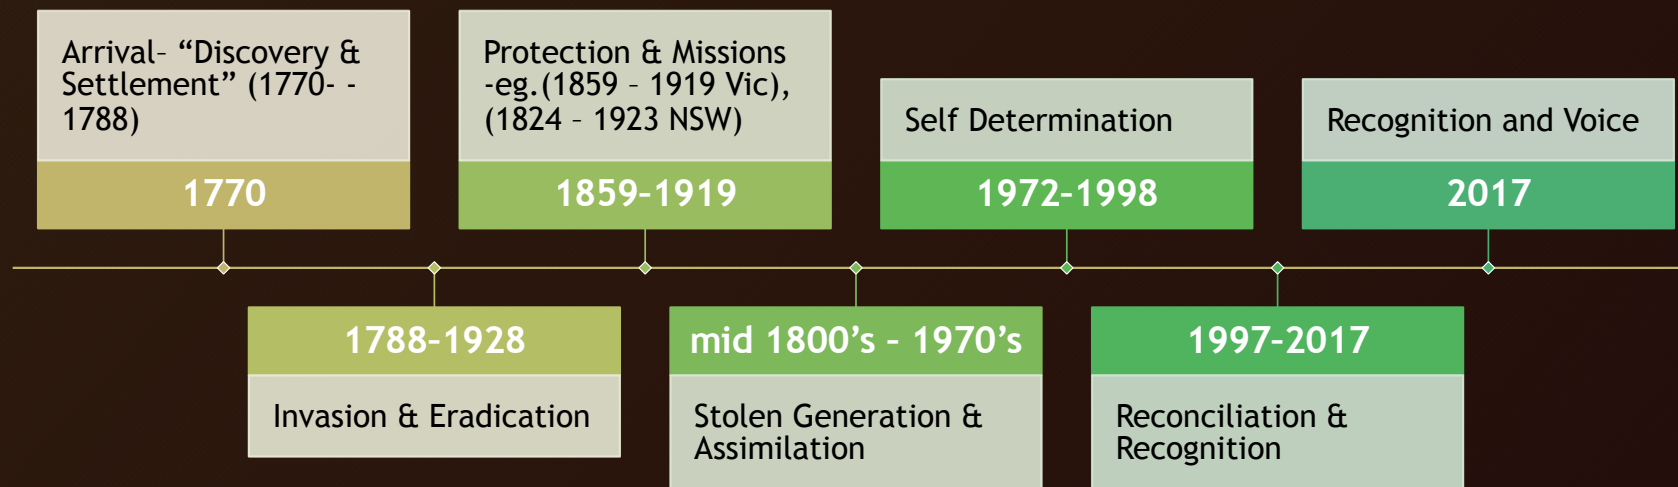 Arrival– “Discovery &
Settlement” (1770- -
1788)
1770
1788–1928
Invasion & Eradication
Protection & Missions
-eg.(1859 – 1919 Vic),
(1824 – 1923 NSW)
1859–1919
mid 1800’s – 1970’s
Stolen Generation &
Assimilation
Self Determination
1972–1998
1997–2017
Reconciliation &
Recognition
Recognition and Voice
2017